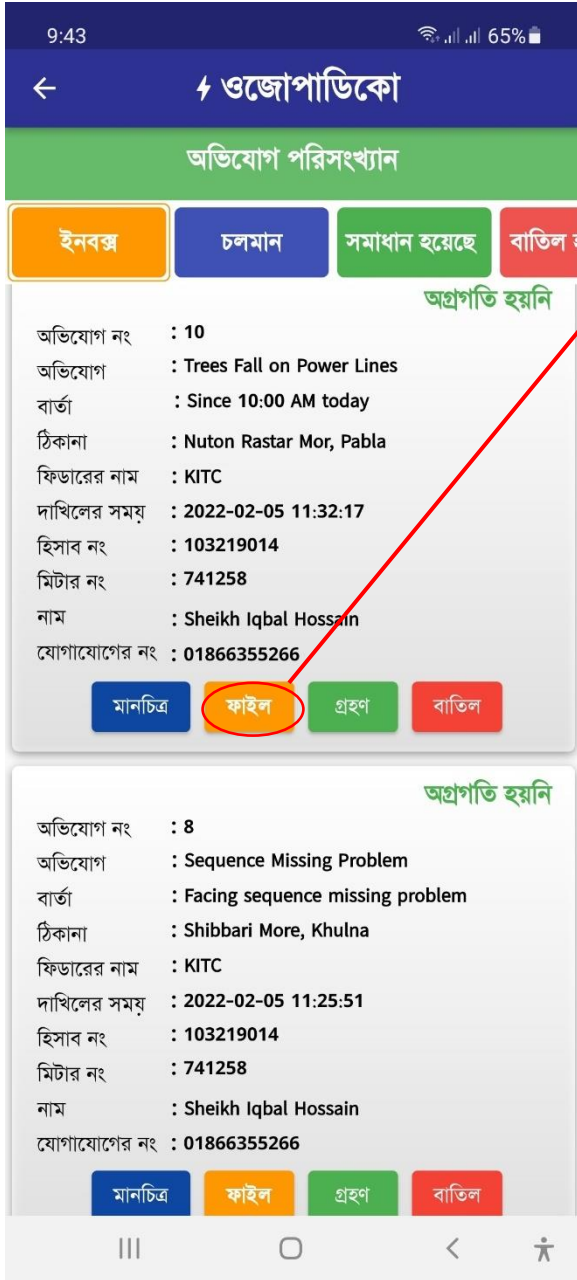 9:43 65%
ওজোপাডিকো
অভিযোগ পরিসংখ্যান
ইনবক্স চলমান সমাধান হয়েছে বাতিল
অগ্রগতি হয়নি
অভিযোগ নং : 10
অভিযোগ : Trees Fall on Power Lines
বার্তা : Since 10:00 AM today
ঠিকানা : Nuton Rastar Mor, Pabla
ফিডারের নাম : KITC
দাখিলের সময় : 2022-02-05 11:32:17
হিসাব নং : 103219014
মিটার নং : 741258
নাম : Sheikh Iqbal Hossain
যোগাযোগের নং : 01866355266
মানচিত্র ফাইল গ্রহণ বাতিল
অগ্রগতি হয়নি
অভিযোগ নং : 8
অভিযোগ : Sequence Missing Problem
বার্তা : Facing sequence missing problem
ঠিকানা : Shibbari More, Khulna
ফিডারের নাম : KITC
দাখিলের সময় : 2022-02-05 11:25:51
হিসাব নং : 103219014
মিটার নং : 741258
নাম : Sheikh Iqbal Hossain
যোগাযোগের নং : 01866355266
মানচিত্র ফাইল গ্রহণ বাতিল